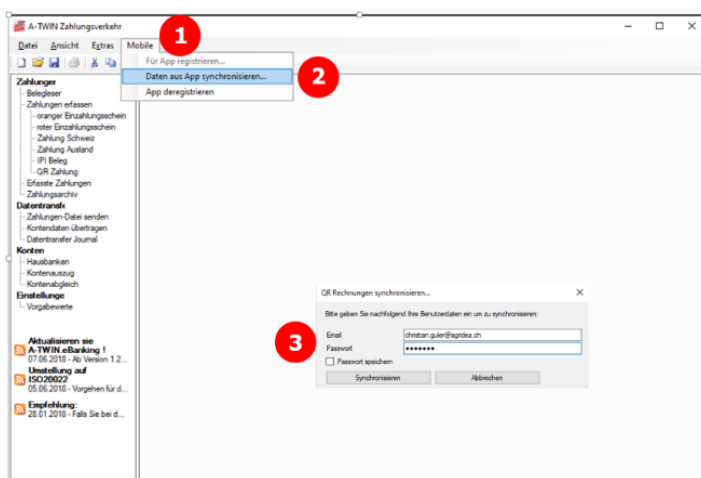 A-TWIN Zahlungsverkehr
1
Datei Ansicht Extras Mobile
Für App registrieren...
Daten aus App synchronisieren...
2
App deregistrieren
Zahlunger
Belegleser
Zahlungen erfassen
oranger Einzahlungsschein
roter Einzahlungsschein
Zahlung Schweiz
Zahlung Ausland
IPI Beleg
QR Zahlung
Erfasste Zahlungen
Zahlungsarchiv
Datentransfe
Zahlungen-Datei senden
Kontendaten übertragen
Datentransfer Journal
Konten
Hausbanken
Kontenauszug
Kontenabgleich
Einstellunge
Vorgabewerte
Aktualisieren sie
A-TWIN.eBanking !
07.06.2018 - Ab Version 1.2...
Umstellung auf
ISO20022
05.06.2018 - Vorgehen für d...
Empfehlung:
28.01.2018 - Falls Sie bei d...
QR Rechnungen synchronisieren...
Bitte geben Sie nachfolgend Ihre Benutzerdaten ein um zu synchronisieren:
3
Email christian.guler@agridea.ch
Passwort •••••••
Passwort speichern
Synchronisieren Abbrechen